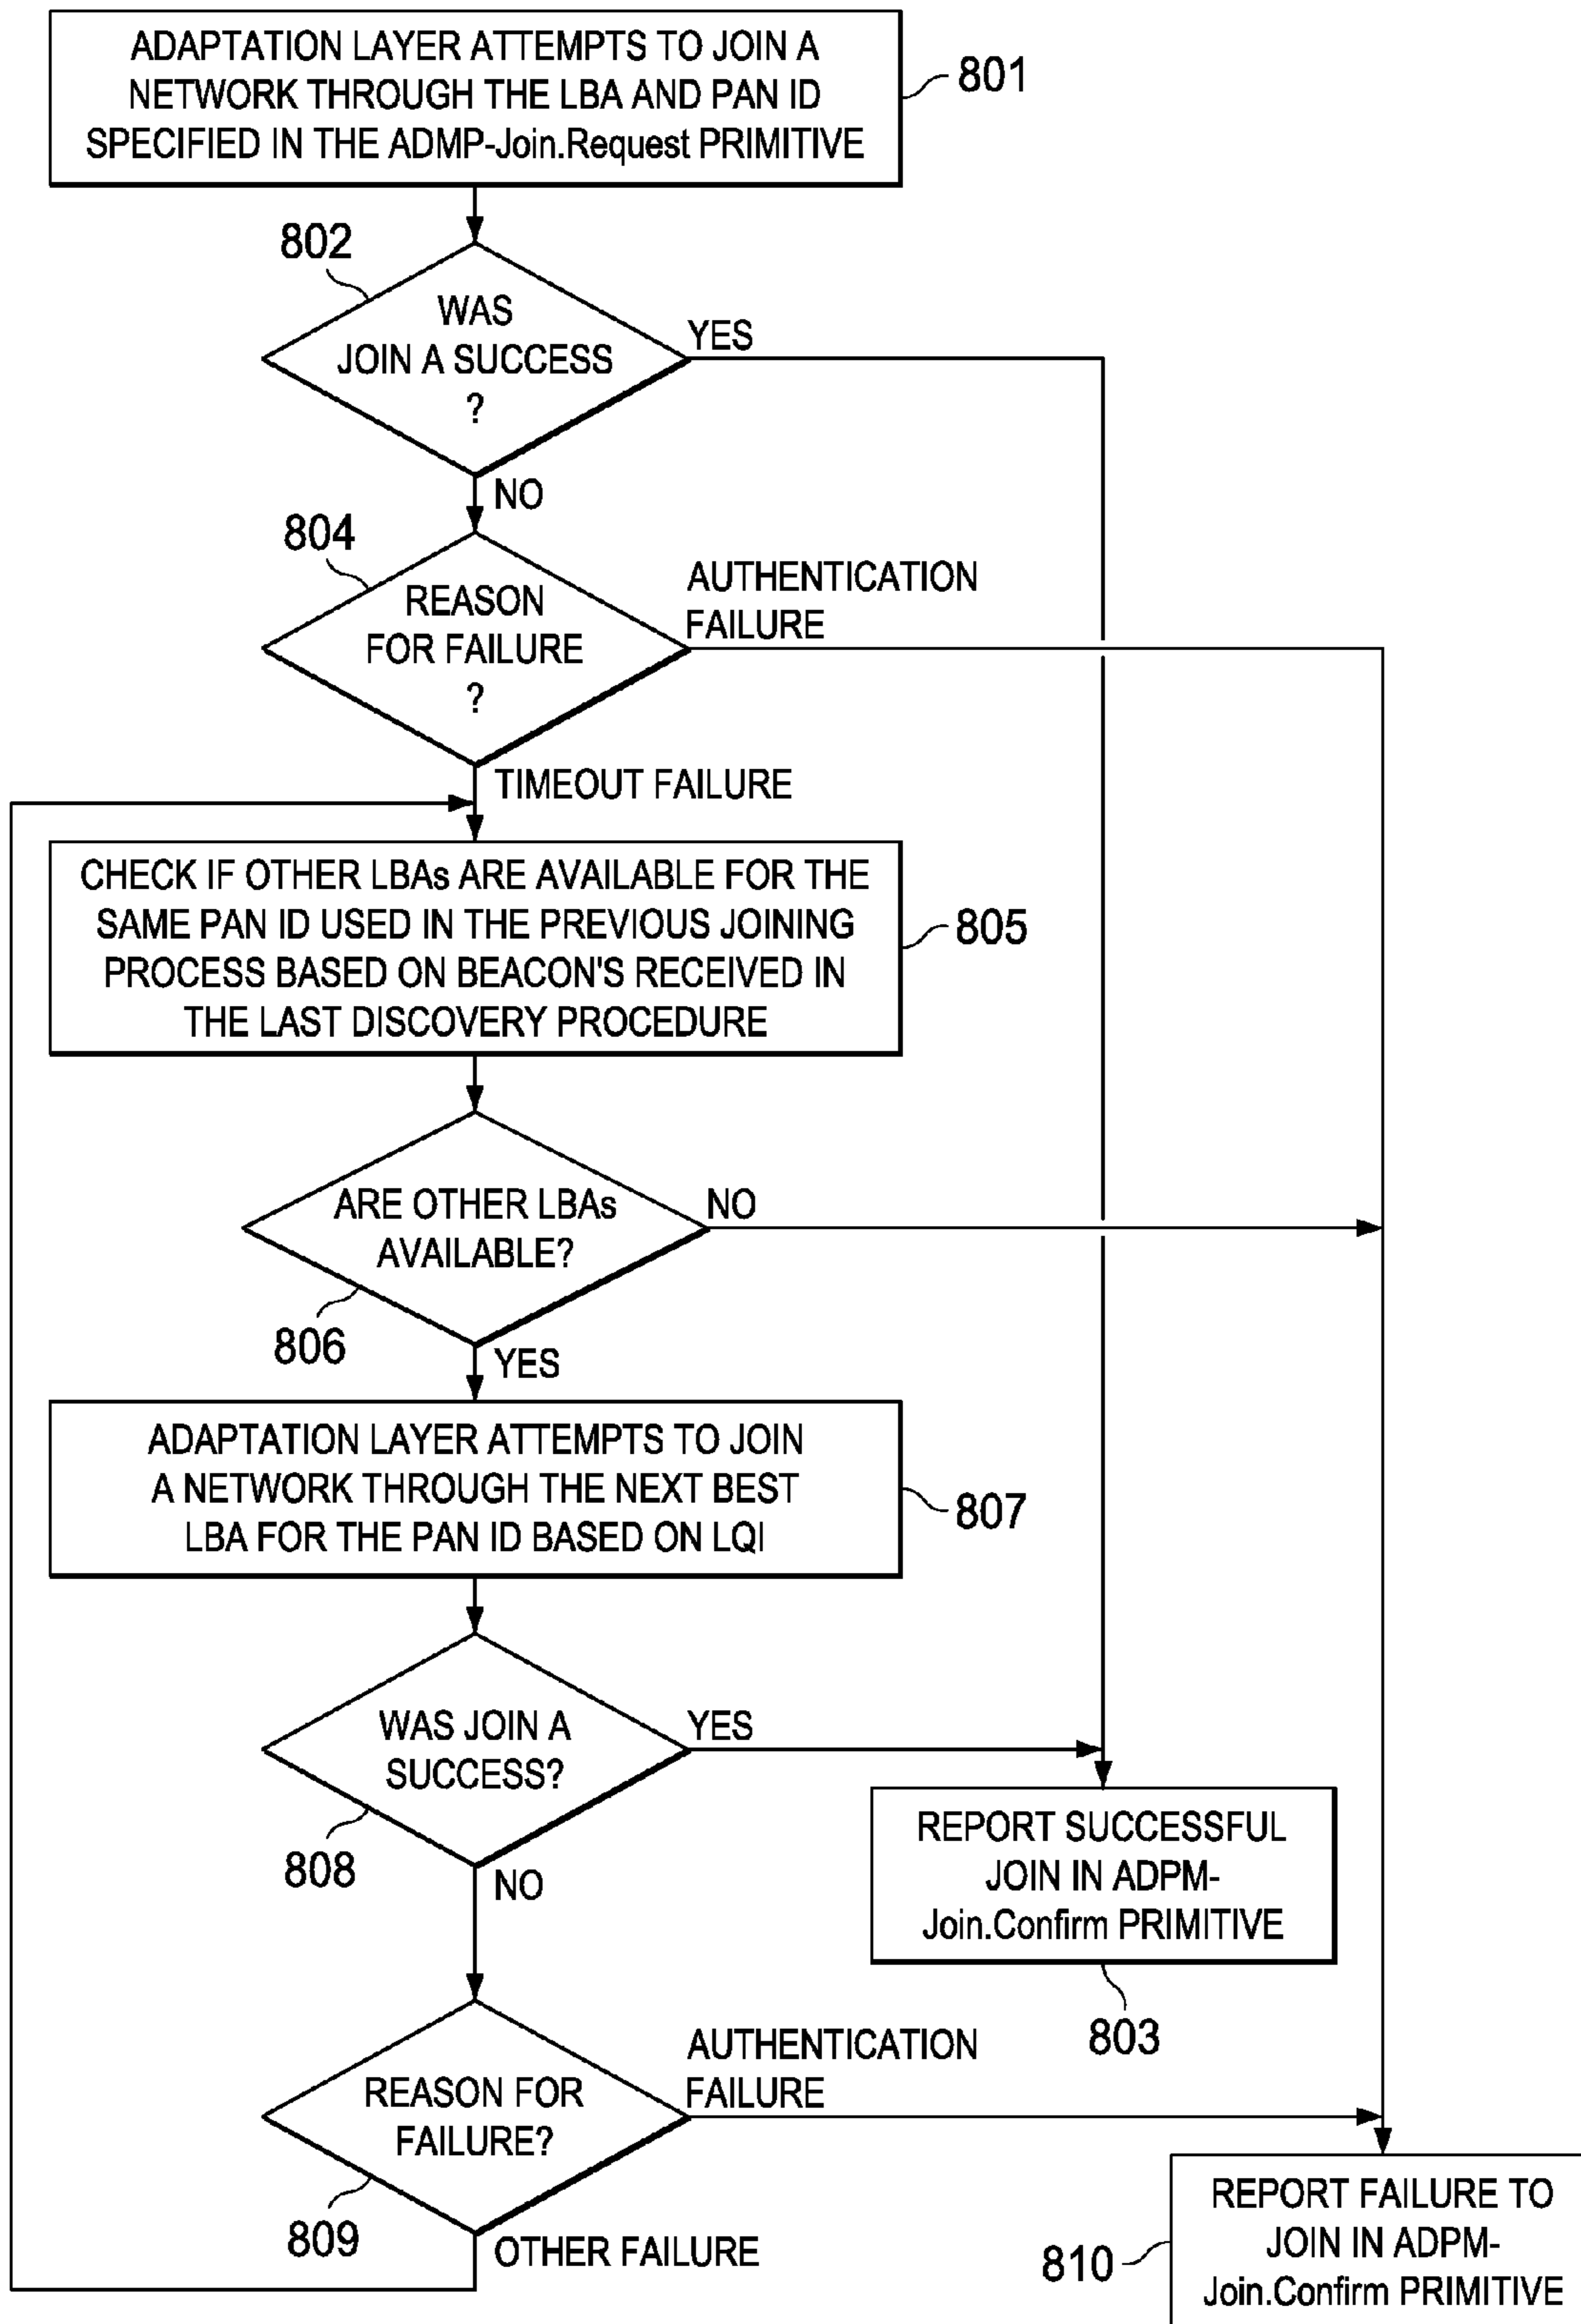 ADAPTATION LAYER ATTEMPTS TO JOIN A
NETWORK THROUGH THE LBA AND PAN ID
SPECIFIED IN THE ADMP-Join.Request PRIMITIVE
801
802
WAS
JOIN A SUCCESS
?
YES
NO
804
REASON
FOR FAILURE
?
AUTHENTICATION
FAILURE
TIMEOUT FAILURE
CHECK IF OTHER LBAs ARE AVAILABLE FOR THE
SAME PAN ID USED IN THE PREVIOUS JOINING
PROCESS BASED ON BEACON'S RECEIVED IN
THE LAST DISCOVERY PROCEDURE
805
ARE OTHER LBAs
AVAILABLE?
NO
806
YES
ADAPTATION LAYER ATTEMPTS TO JOIN
A NETWORK THROUGH THE NEXT BEST
LBA FOR THE PAN ID BASED ON LQI
807
WAS JOIN A
SUCCESS?
YES
808
NO
REPORT SUCCESSFUL
JOIN IN ADPM-
Join.Confirm PRIMITIVE
803
REASON FOR
FAILURE?
AUTHENTICATION
FAILURE
809
OTHER FAILURE
REPORT FAILURE TO
JOIN IN ADPM-
Join.Confirm PRIMITIVE
810